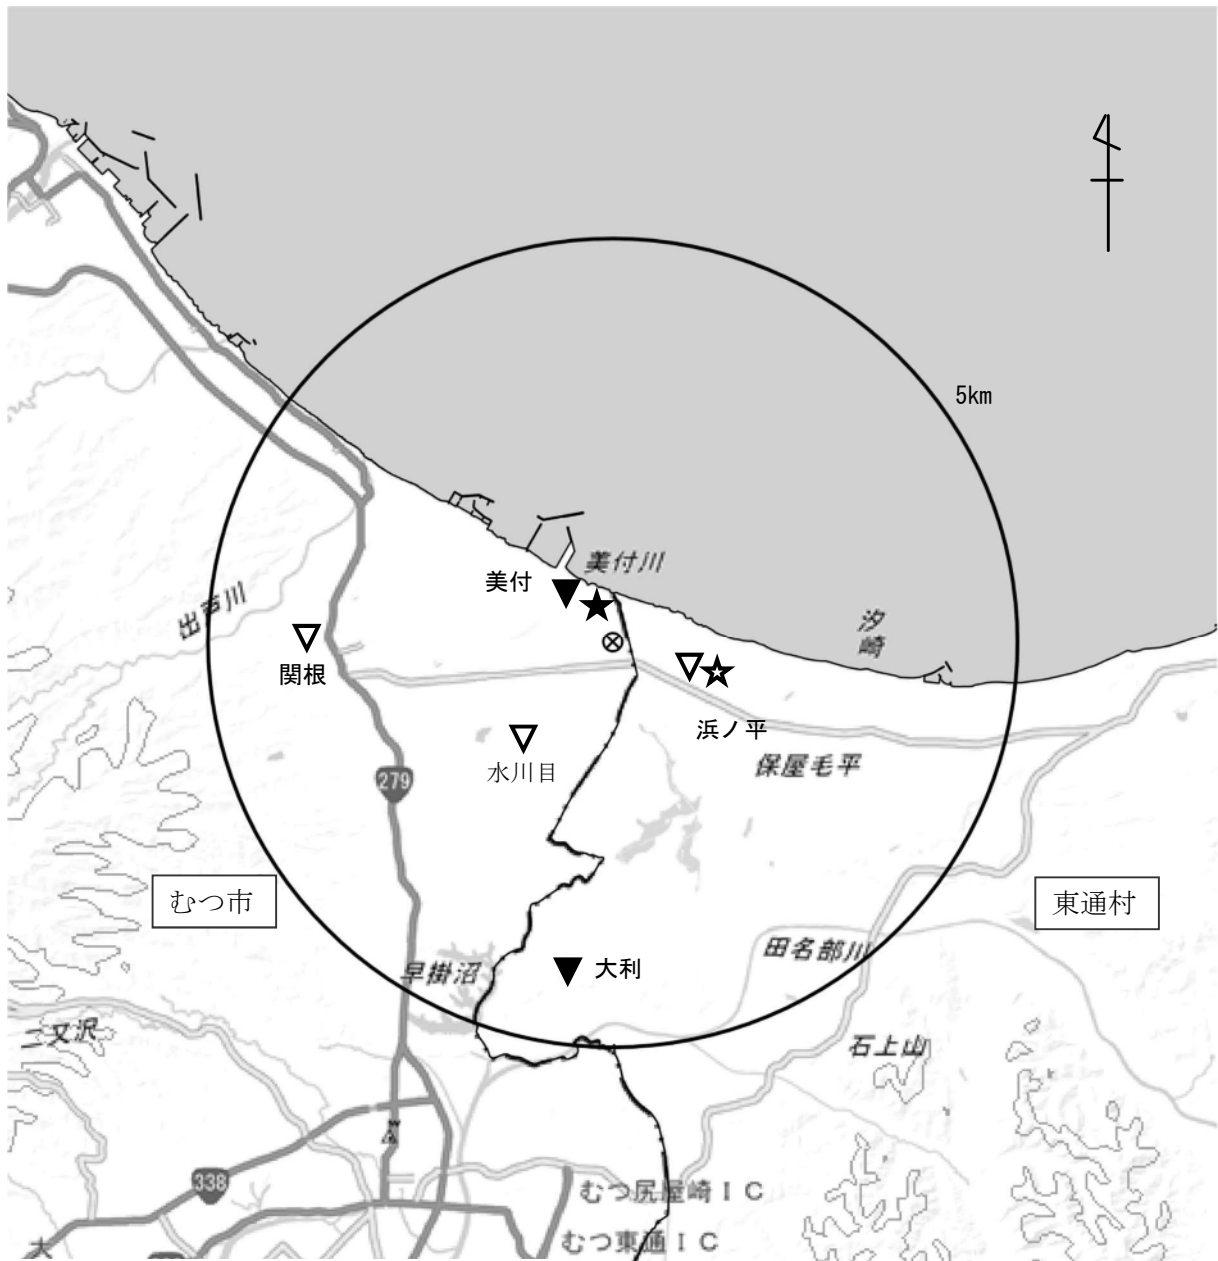 5km
美付川
美付
汐崎
出戸川
関根
浜ノ平
保屋毛平
水川目
279
むつ市
東通村
田名部川
早掛沼
大利
二又沢
石上山
338
むつ尻屋崎IC
むつ東通IC
大